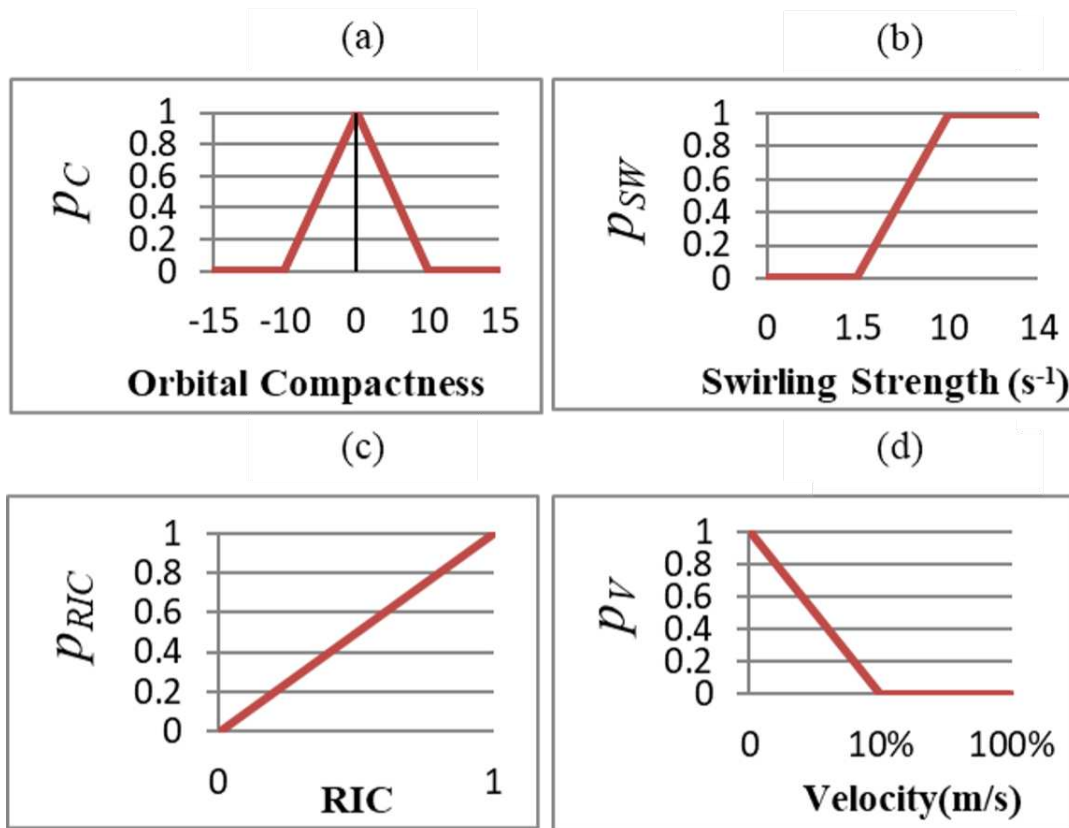 (a)
1
0.8
0.6
0.4
0.2
0
p_C
-15 -10 0 10 15
Orbital Compactness
(b)
1
0.8
0.6
0.4
0.2
0
p_SW
0 1.5 10 14
Swirling Strength (s⁻¹)
(c)
1
0.8
0.6
0.4
0.2
0
p_RIC
0 1
RIC
(d)
1
0.8
0.6
0.4
0.2
0
p_V
0 10% 100%
Velocity(m/s)